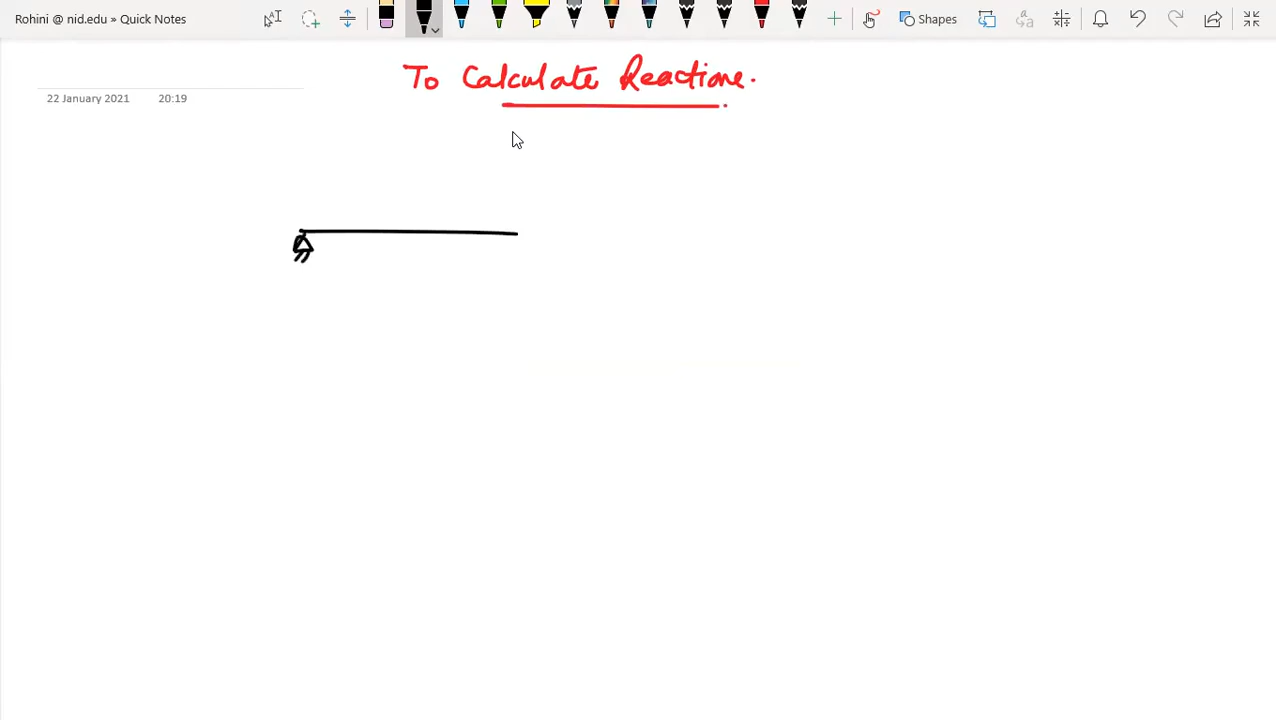 Rohini @ nid.edu » Quick Notes
Shapes
To Calculate Reactions.
22 January 2021 20:19